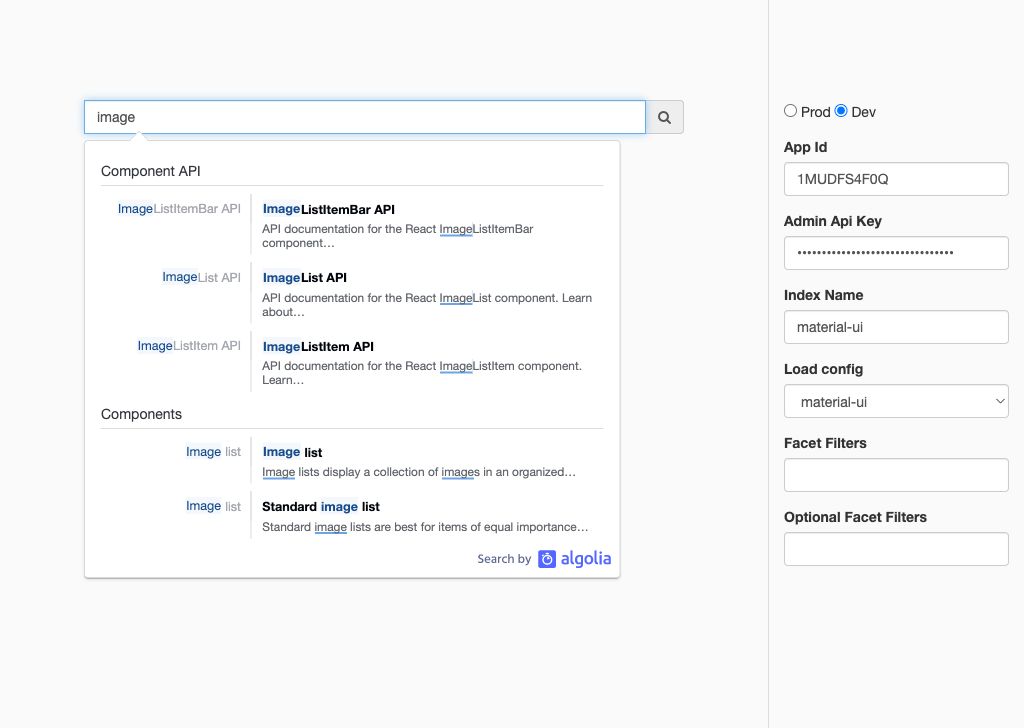 image
Component API
ImageListItemBar API
ImageListItemBar API
API documentation for the React ImageListItemBar
component…
ImageList API
ImageList API
API documentation for the React ImageList component. Learn
about…
ImageListItem API
ImageListItem API
API documentation for the React ImageListItem component.
Learn…
Components
Image list
Image list
Image lists display a collection of images in an organized…
Image list
Standard image list
Standard image lists are best for items of equal importance…
Search by algolia
Prod Dev
App Id
1MUDFS4F0Q
Admin Api Key
••••••••••••••••••••••••••••••••
Index Name
material-ui
Load config
material-ui
Facet Filters
Optional Facet Filters